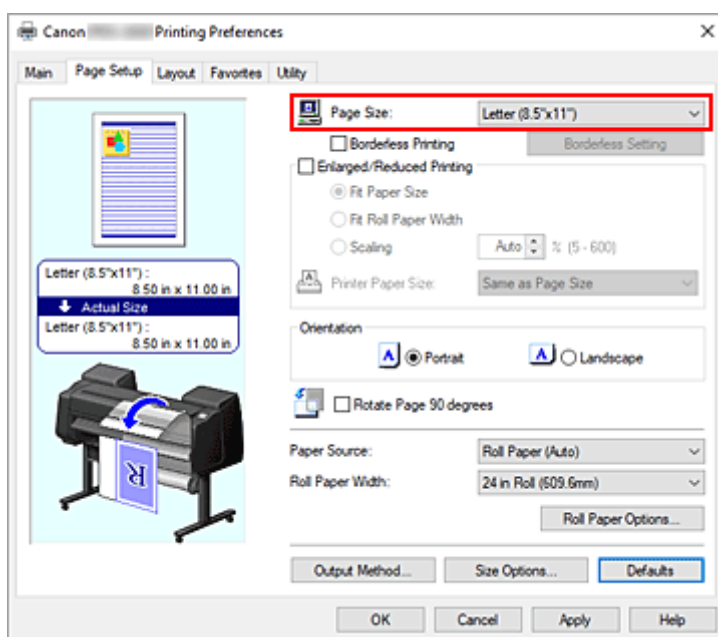 Canon Printing Preferences
Main Page Setup Layout Favorites Utility
Page Size: Letter (8.5"x11")
Borderless Printing Borderless Setting
Enlarged/Reduced Printing
Fit Paper Size
Fit Roll Paper Width
Scaling Auto % (5 - 600)
Printer Paper Size: Same as Page Size
Letter (8.5"x11") :
8.50 in x 11.00 in
Actual Size
Letter (8.5"x11") :
8.50 in x 11.00 in
Orientation
A Portrait A Landscape
Rotate Page 90 degrees
Paper Source: Roll Paper (Auto)
Roll Paper Width: 24 in Roll (609.6mm)
R
Roll Paper Options...
Output Method... Size Options... Defaults
OK Cancel Apply Help